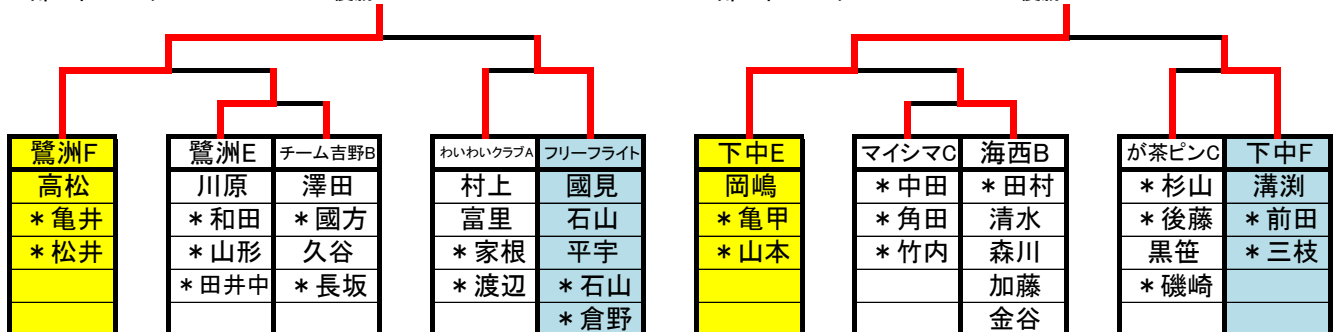 鷺洲F 鷺洲E チーム吉野B わいわいクラブA フリーフライト 下中E マイシマC 海西B が茶ピンC 下中F
高松 川原 澤田 村上 國見 岡嶋 *中田 *田村 *杉山 溝渕
*亀井 *和田 *國方 富里 石山 *亀甲 *角田 清水 *後藤 *前田
*松井 *山形 久谷 *家根 平宇 *山本 *竹内 森川 黒笹 *三枝
*田井中 *長坂 *渡辺 *石山 加藤 *磯崎
*倉野 金谷